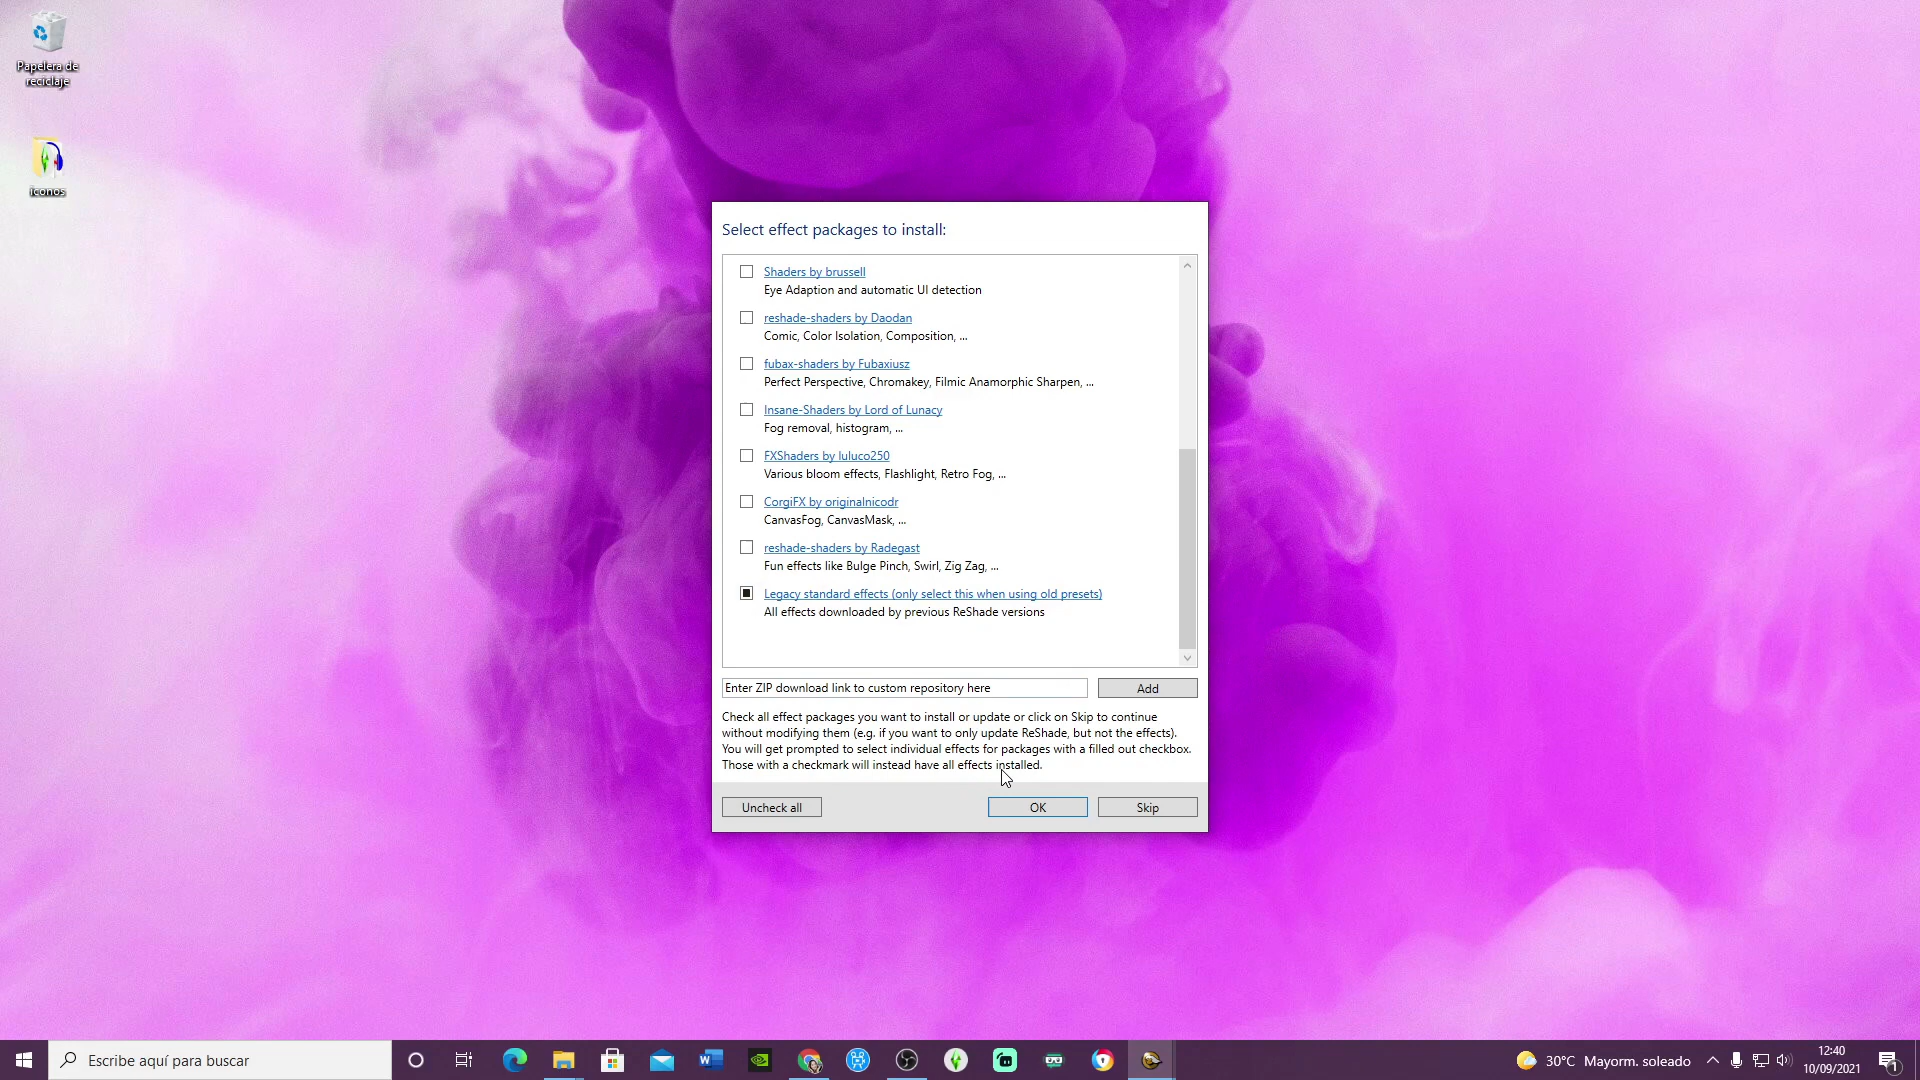 Papelera de
reciclaje
iconos
Select effect packages to install:
Shaders by brussell
Eye Adaption and automatic UI detection
reshade-shaders by Daodan
Comic, Color Isolation, Composition, ...
fubax-shaders by Fubaxiusz
Perfect Perspective, Chromakey, Filmic Anamorphic Sharpen, ...
Insane-Shaders by Lord of Lunacy
Fog removal, histogram, ...
FXShaders by luluco250
Various bloom effects, Flashlight, Retro Fog, ...
CorgiFX by originalnicodr
CanvasFog, CanvasMask, ...
reshade-shaders by Radegast
Fun effects like Bulge Pinch, Swirl, Zig Zag, ...
Legacy standard effects (only select this when using old presets)
All effects downloaded by previous ReShade versions
Enter ZIP download link to custom repository here
Add
Check all effect packages you want to install or update or click on Skip to continue
without modifying them (e.g. if you want to only update ReShade, but not the effects).
You will get prompted to select individual effects for packages with a filled out checkbox.
Those with a checkmark will instead have all effects installed.
Uncheck all
OK
Skip
Escribe aquí para buscar
30°C Mayorm. soleado
12:40
10/09/2021
1